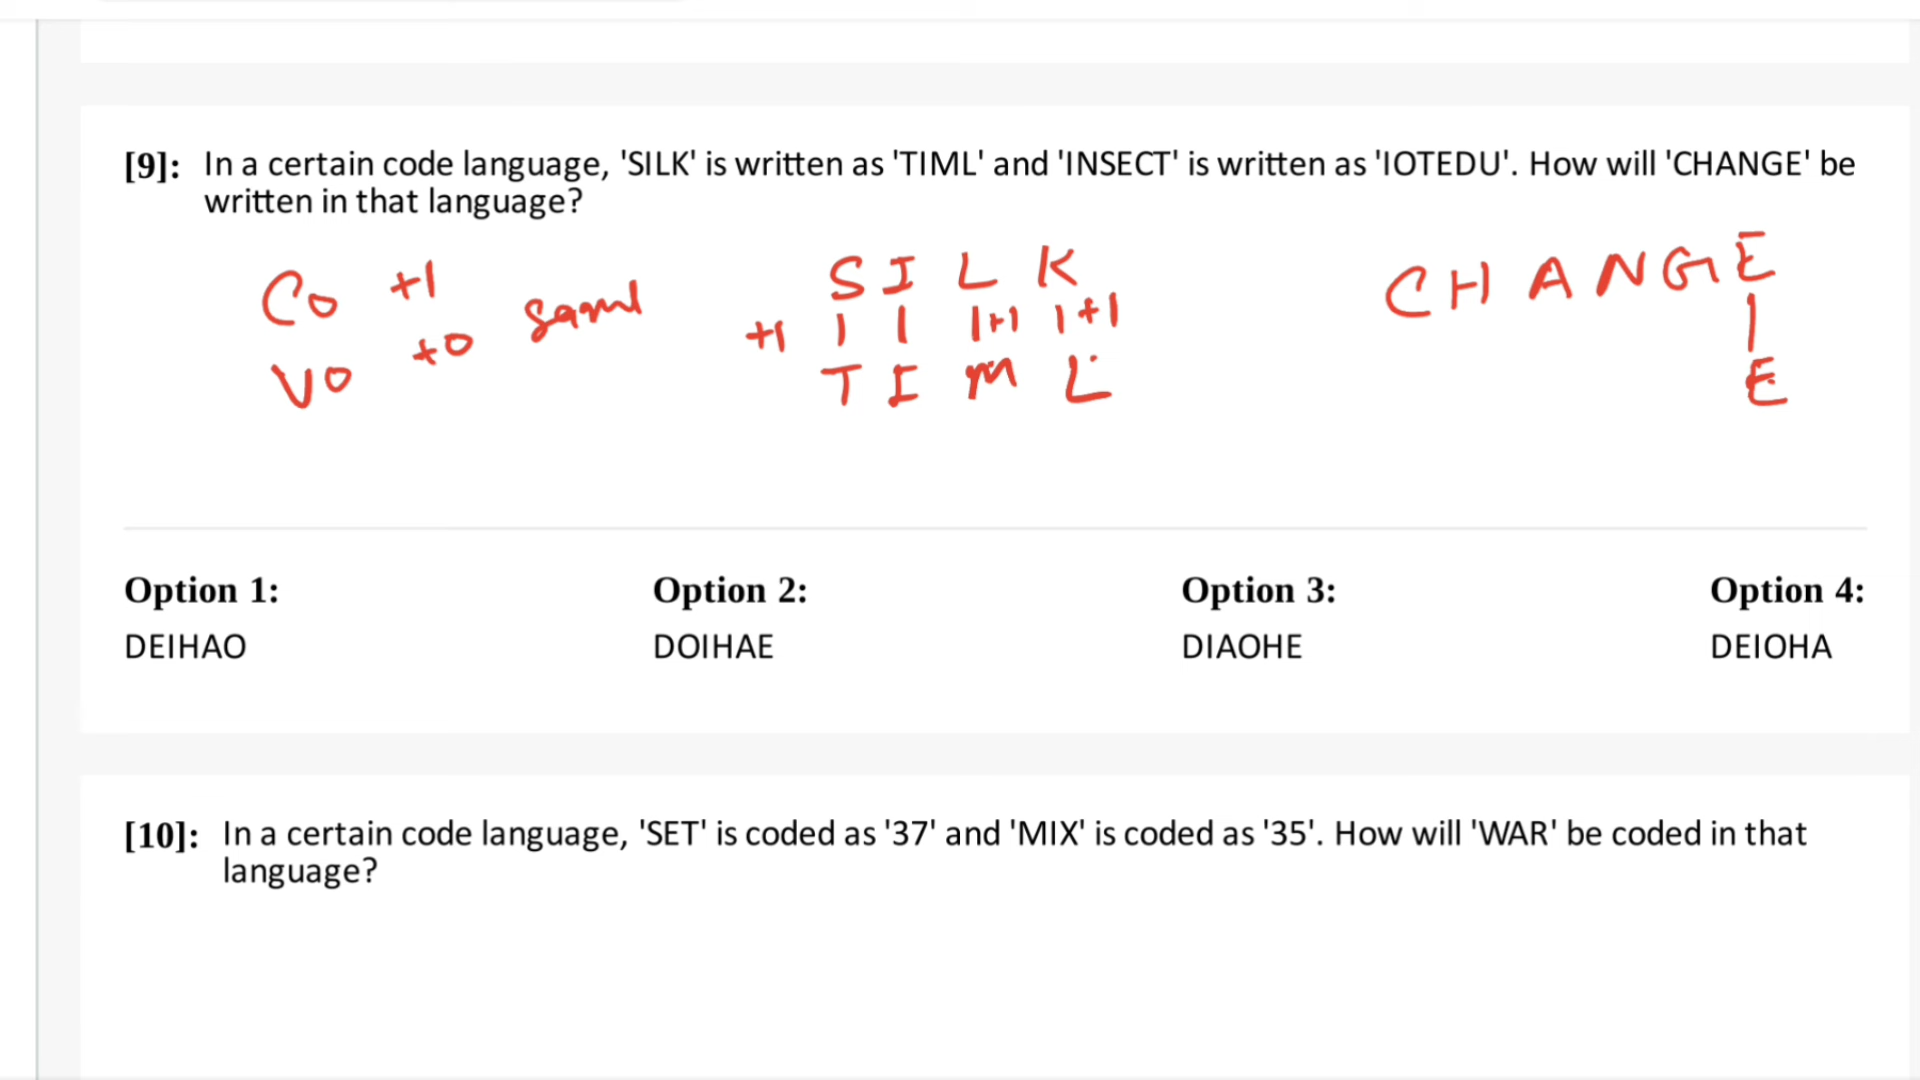 [9]: In a certain code language, 'SILK' is written as 'TIML' and 'INSECT' is written as 'IOTEDU'. How will 'CHANGE' be
written in that language?
Co +1
Vo +0 same
S I L K
+1 | | |+1 |+1
T I M L
C H A N G E
|
E
Option 1: Option 2: Option 3: Option 4:
DEIHAO DOIHAE DIAOHE DEIOHA
[10]: In a certain code language, 'SET' is coded as '37' and 'MIX' is coded as '35'. How will 'WAR' be coded in that
language?